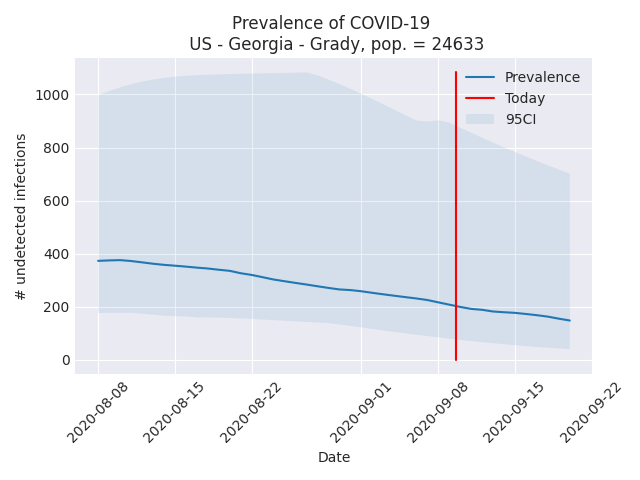 Prevalence of COVID-19
US - Georgia - Grady, pop. = 24633
Prevalence
Today
95CI
# undetected infections
1000
800
600
400
200
0
2020-08-08
2020-08-15
2020-08-22
2020-09-01
2020-09-08
2020-09-15
2020-09-22
Date